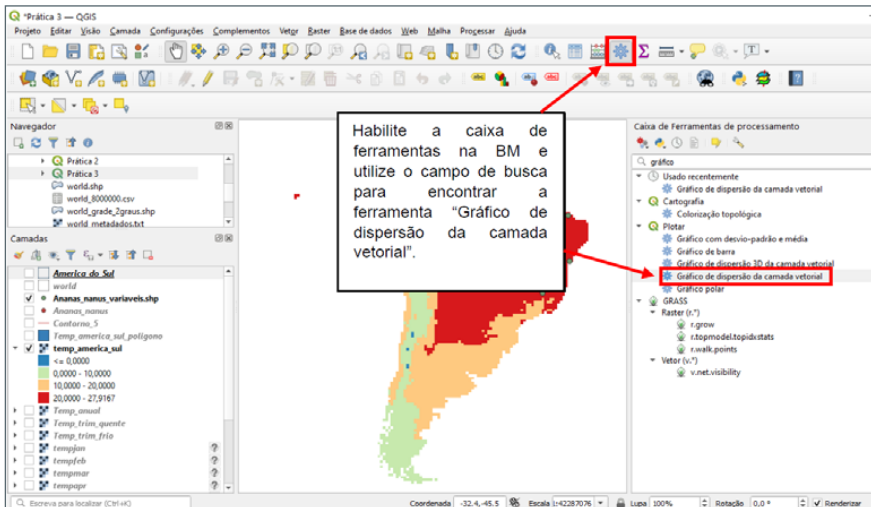 *Prática 3 — QGIS
Projeto Editar Visão Camada Configurações Complementos Vetor Raster Base de dados Web Malha Processar Ajuda
Navegador
Prática 2
Prática 3
world.shp
world_8000000.csv
world_grade_2graus.shp
world metadados.txt
Camadas
America do Sul
world
Ananas_nanus_variaveis.shp
Ananas_nanus
Contorno_5
Temp_america_sul_poligono
temp_america_sul
<= 0,0000
0,0000 - 10,0000
10,0000 - 20,0000
20,0000 - 27,9167
Temp_anual
Temp_trim_quente
Temp_trim_frio
tempjan
tempfeb
tempmar
tempapr
Habilite a caixa de
ferramentas na BM e
utilize o campo de busca
para encontrar a
ferramenta “Gráfico de
dispersão da camada
vetorial”.
Caixa de Ferramentas de processamento
gráfico
Usado recentemente
Gráfico de dispersão da camada vetorial
Cartografia
Colorização topológica
Plotar
Gráfico com desvio-padrão e média
Gráfico de barra
Gráfico de dispersão 3D da camada vetorial
Gráfico de dispersão da camada vetorial
Gráfico polar
GRASS
Raster (r.*)
r.grow
r.topmodel.topidxstats
r.walk.points
Vetor (v.*)
v.net.visibility
Escreva para localizar (Ctrl+K)
Coordenada -32.4,-45.5 Escala 1:42287076 Lupa 100% Rotação 0,0 ° Renderizar